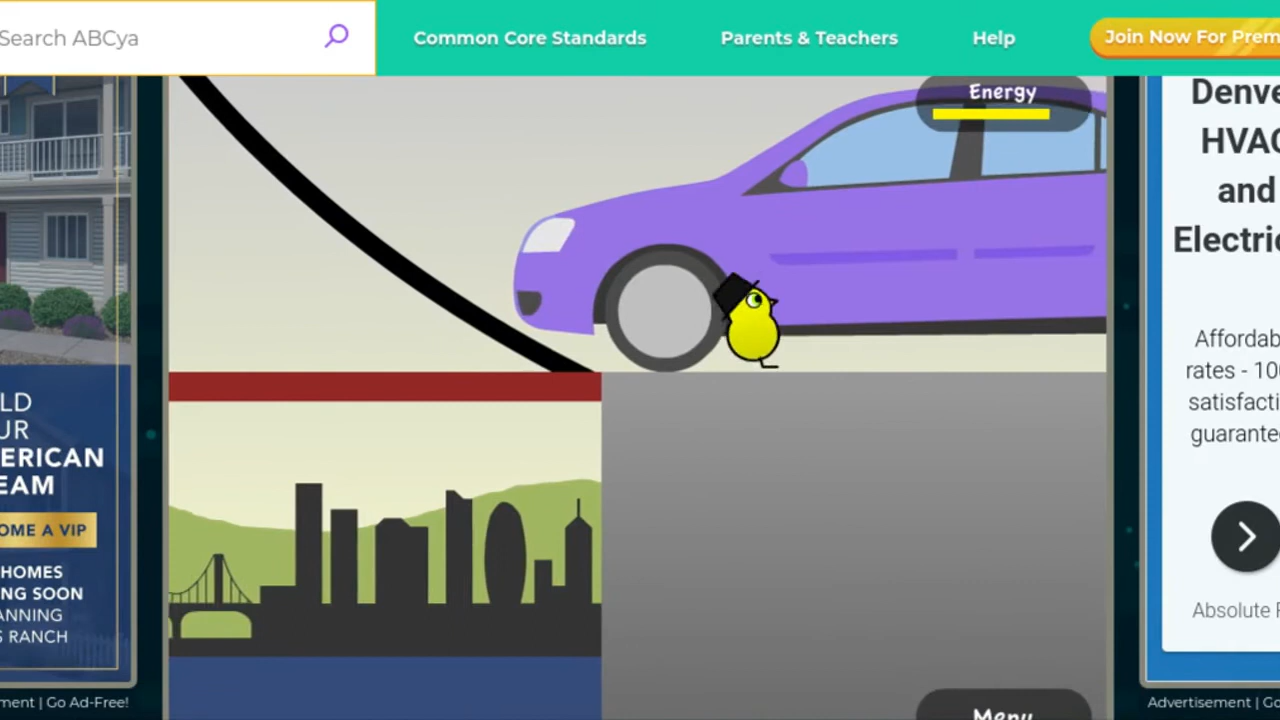 Search ABCya
Common Core Standards
Parents & Teachers
Help
Join Now For Prem
Energy
Menu
LD
UR
ERICAN
EAM
OME A VIP
HOMES
NG SOON
ANNING
S RANCH
ment | Go Ad-Free!
Denve
HVAC
and
Electric
Affordab
rates - 100
satisfacti
guarantee
Absolute
Advertisement | Go